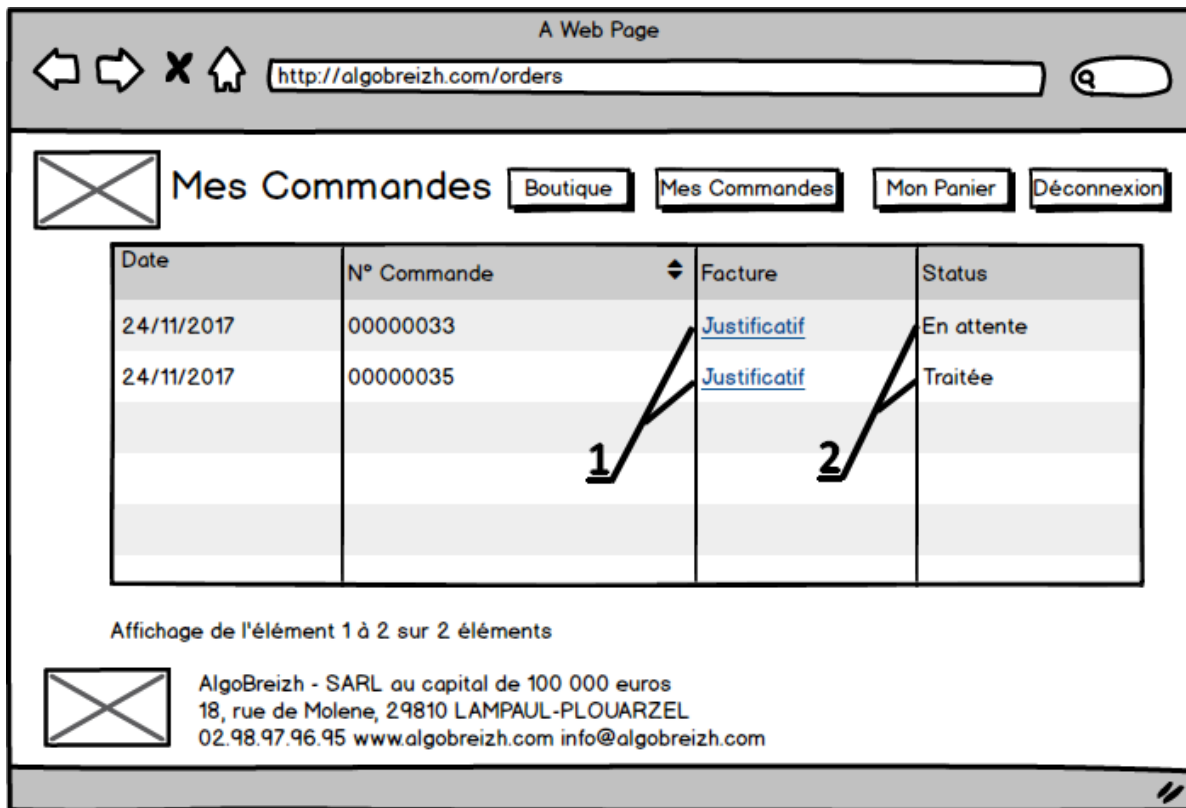 A Web Page
http://algobreizh.com/orders
Mes Commandes Boutique Mes Commandes Mon Panier Déconnexion
Date N° Commande Facture Status
24/11/2017 00000033 Justificatif En attente
24/11/2017 00000035 Justificatif Traitée
1 2
Affichage de l'élément 1 à 2 sur 2 éléments
AlgoBreizh - SARL au capital de 100 000 euros
18, rue de Molene, 29810 LAMPAUL-PLOUARZEL
02.98.97.96.95 www.algobreizh.com info@algobreizh.com